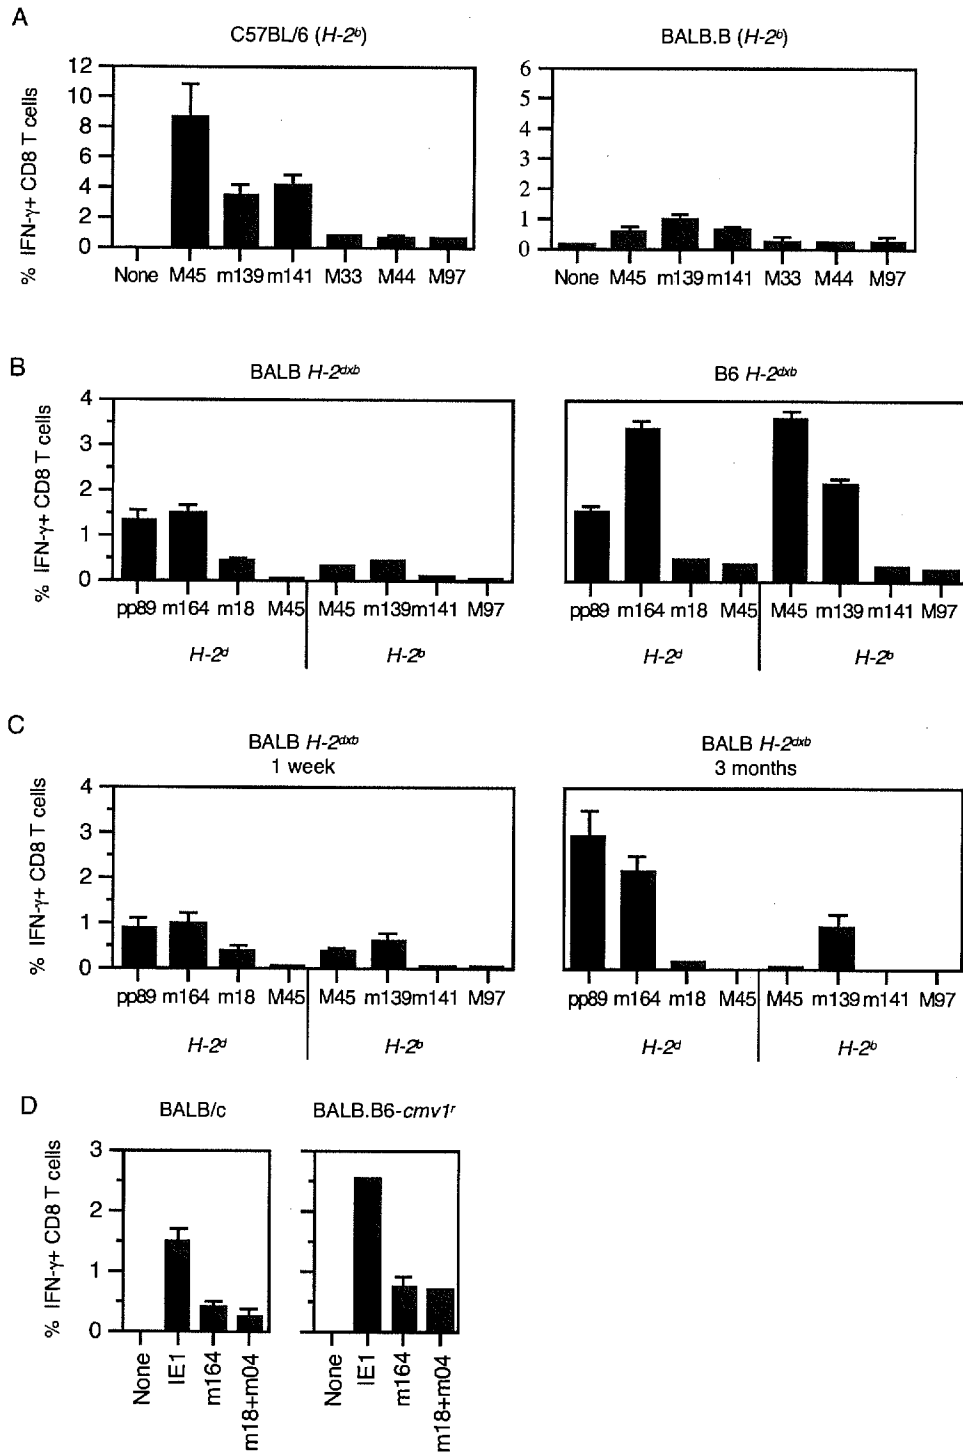 A
C57BL/6 (H-2ᵇ)
BALB.B (H-2ᵇ)
% IFN-γ+ CD8 T cells
12
10
8
6
4
2
0
None M45 m139 m141 M33 M44 M97
6
5
4
3
2
1
0
None M45 m139 m141 M33 M44 M97
B
BALB H-2ᵈˣᵇ
B6 H-2ᵈˣᵇ
% IFN-γ+ CD8 T cells
4
3
2
1
0
pp89 m164 m18 M45 M45 m139 m141 M97
H-2ᵈ H-2ᵇ
pp89 m164 m18 M45 M45 m139 m141 M97
H-2ᵈ H-2ᵇ
C
BALB H-2ᵈˣᵇ
1 week
BALB H-2ᵈˣᵇ
3 months
% IFN-γ+ CD8 T cells
4
3
2
1
0
pp89 m164 m18 M45 M45 m139 m141 M97
H-2ᵈ H-2ᵇ
pp89 m164 m18 M45 M45 m139 m141 M97
H-2ᵈ H-2ᵇ
D
BALB/c
BALB.B6-cmv1ʳ
% IFN-γ+ CD8 T cells
3
2
1
0
None
IE1
m164
m18+m04
None
IE1
m164
m18+m04